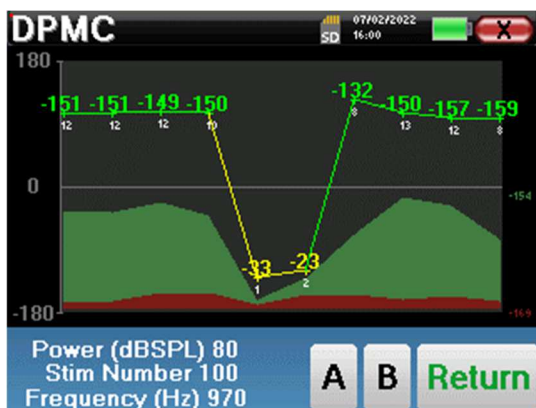 DPMC
SD
07/02/2022
16:00
X
180
0
-180
-151 -151 -149 -150 -33 -23 -132 -150 -157 -159
12 12 12 10 1 2 8 13 12 8
-154
-169
Power (dBSPL) 80
Stim Number 100
Frequency (Hz) 970
A
B
Return